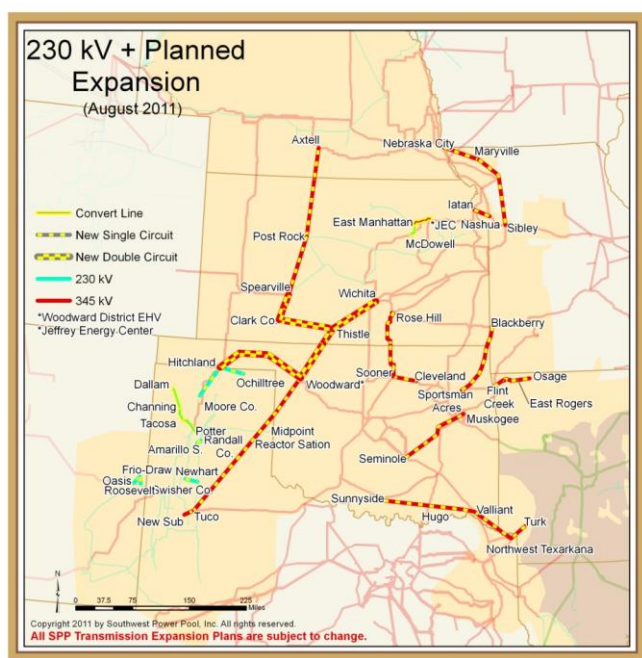 230 kV + Planned
Expansion
(August 2011)
Axtell
Nebraska City
Maryville
Convert Line
New Single Circuit
New Double Circuit
230 kV
345 kV
*Woodward District EHV
*Jeffrey Energy Center
Iatan
East Manhattan
*JEC
Nashua
Sibley
McDowell
Post Rock
Spearville
Wichita
Clark Co.
Thistle
Rose Hill
Blackberry
Hitchland
Ochilltree
Woodward*
Sooner
Cleveland
Sportsman
Acres
Flint
Creek
Osage
East Rogers
Dallam
Channing
Tacosa
Moore Co.
Potter
Randall
Co.
Amarillo S.
Midpoint
Reactor Sation
Muskogee
Seminole
Frio-Draw
Newhart
Oasis
Roosevelt
Swisher Co
New Sub
Tuco
Sunnyside
Hugo
Valliant
Turk
Northwest Texarkana
0 37.5 75 150 225
Miles
Copyright 2011 by Southwest Power Pool, Inc. All rights reserved.
All SPP Transmission Expansion Plans are subject to change.